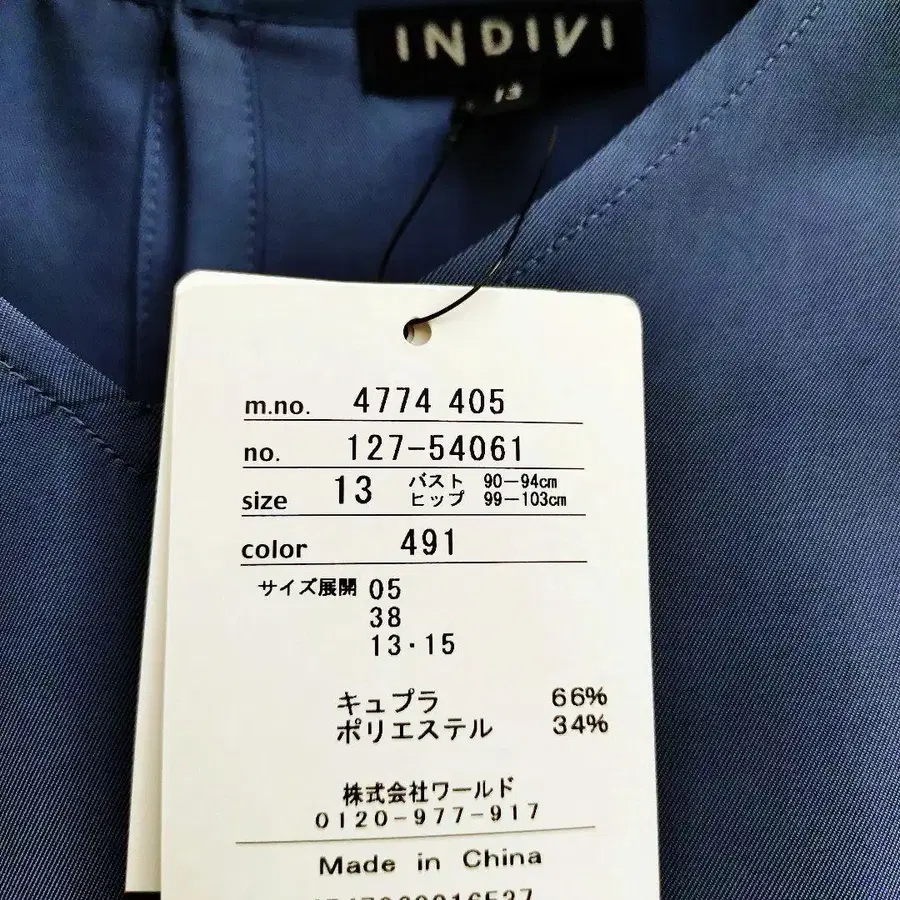 INDIVI
13
m.no. 4774 405
no. 127-54061
size 13 バスト 90-94cm
ヒップ 99-103cm
color 491
サイズ展開 05
38
13・15
キュプラ 66%
ポリエステル 34%
株式会社ワールド
0120-977-917
Made in China